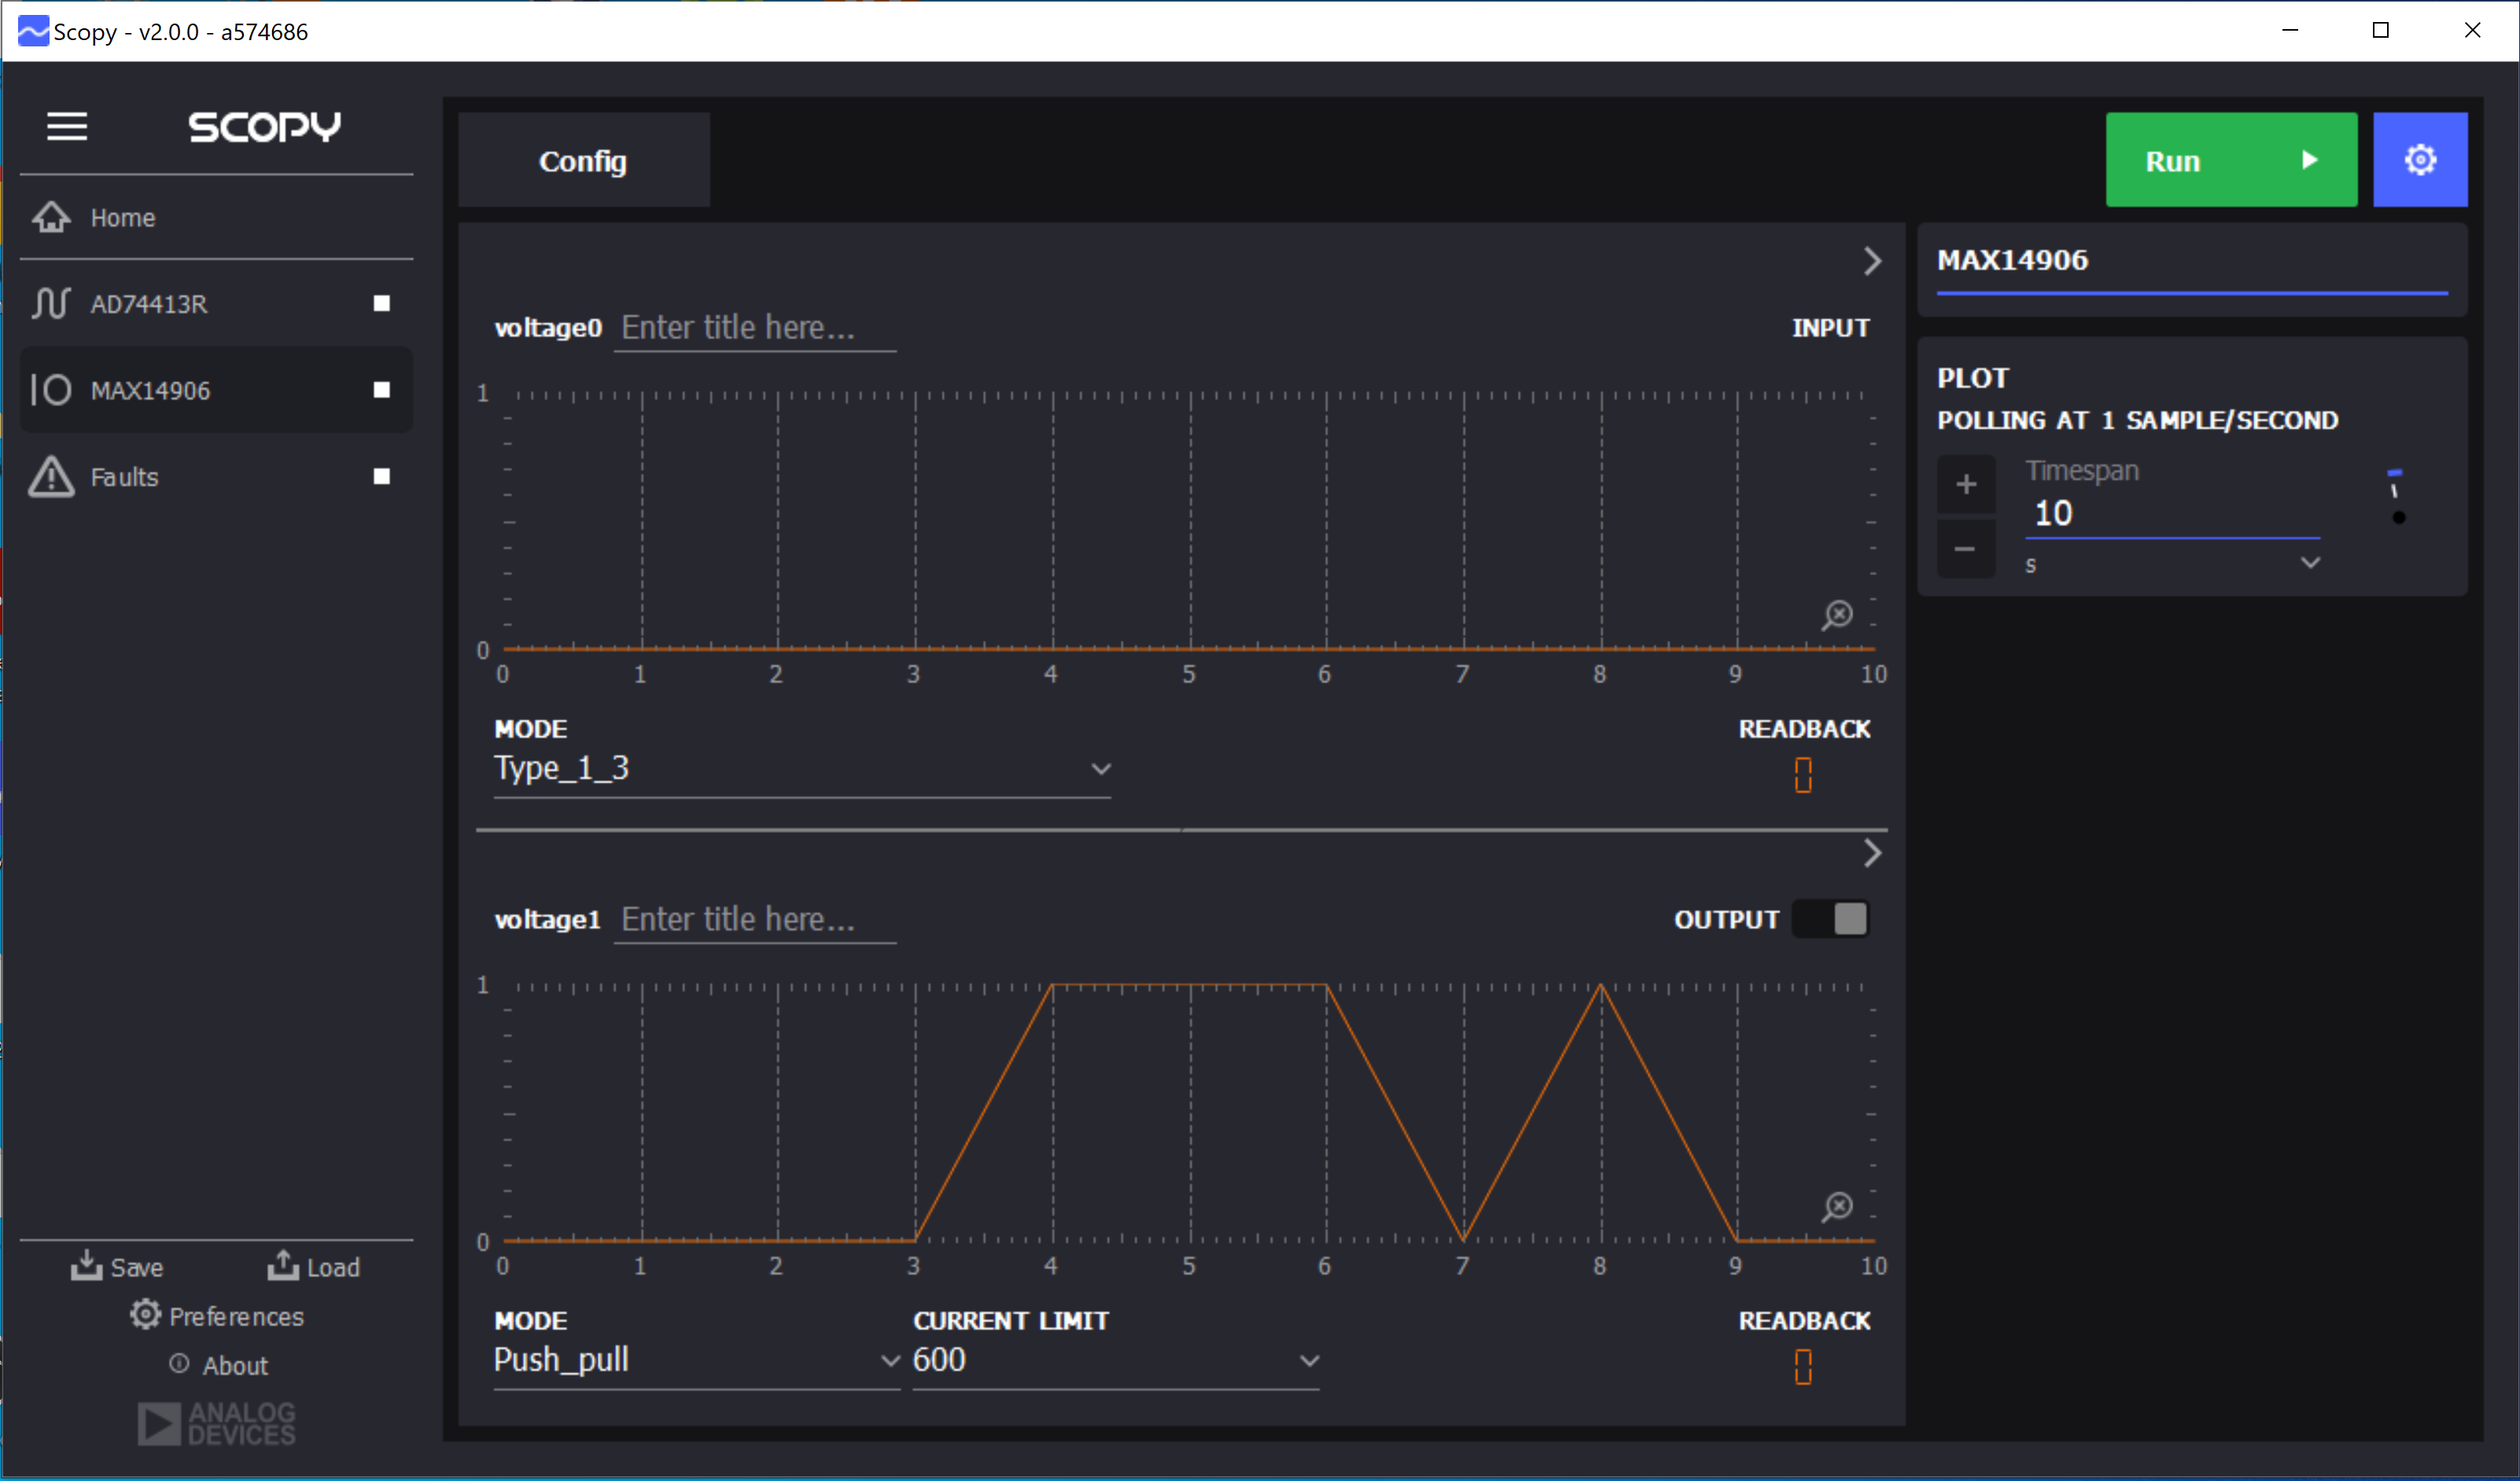 Scopy - v2.0.0 - a574686
SCOPY
Home
AD74413R
MAX14906
Faults
Save Load
Preferences
About
ANALOG
DEVICES
Config
Run
voltage0 Enter title here... INPUT
1
0
0 1 2 3 4 5 6 7 8 9 10
MODE READBACK
Type_1_3 0
voltage1 Enter title here... OUTPUT
1
0
0 1 2 3 4 5 6 7 8 9 10
MODE CURRENT LIMIT READBACK
Push_pull 600 0
MAX14906
PLOT
POLLING AT 1 SAMPLE/SECOND
+ Timespan
10
-
s